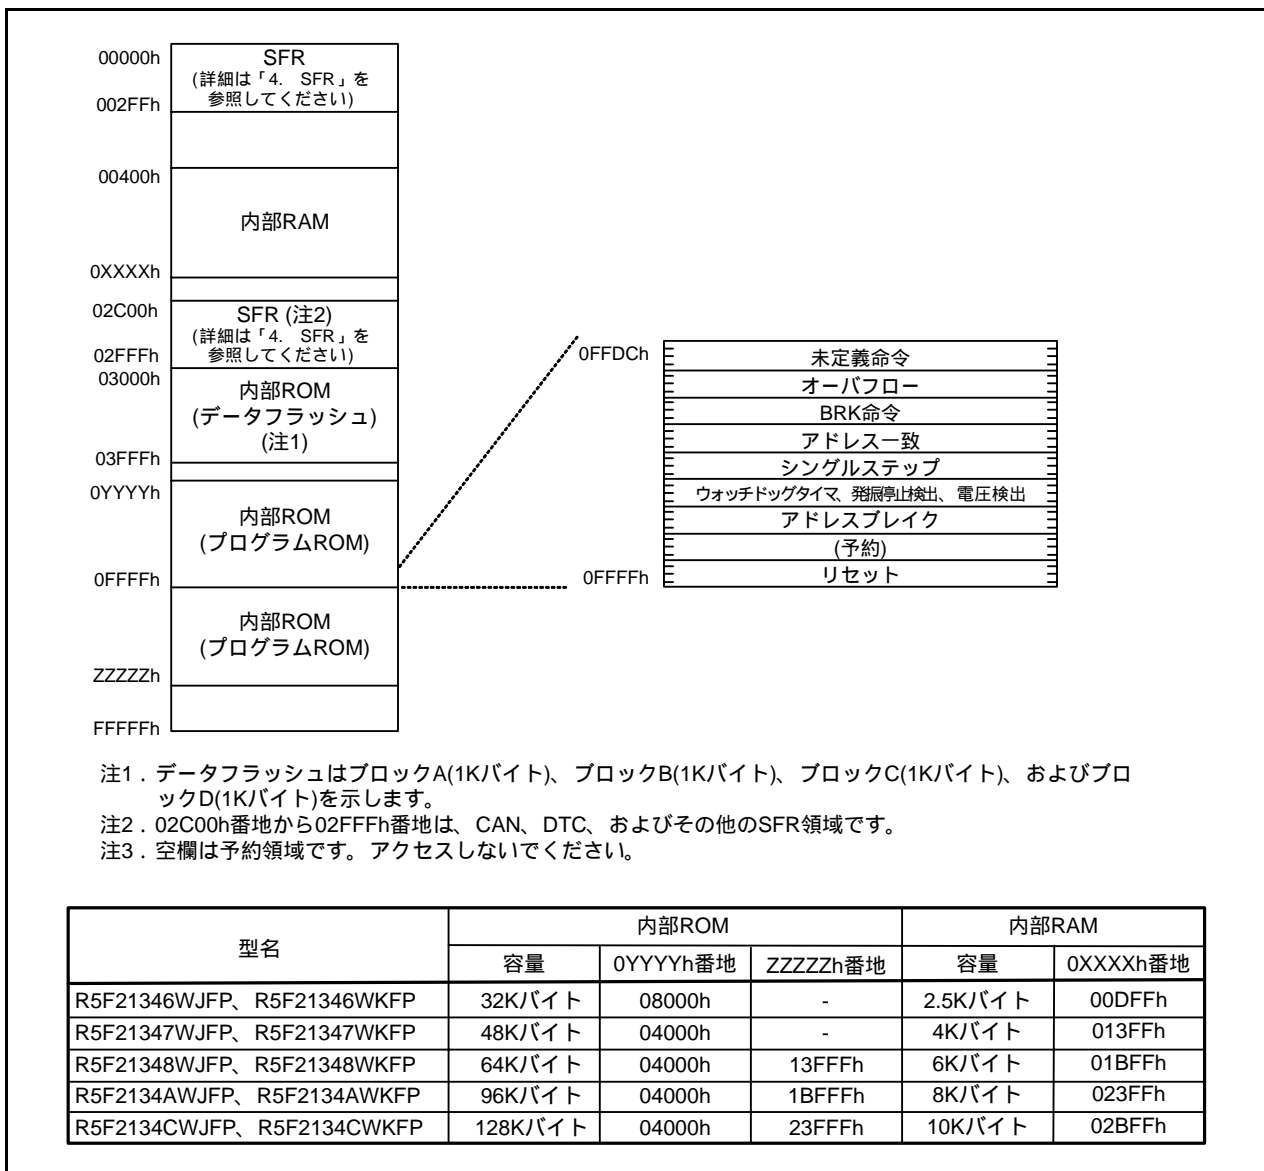 00000h
SFR
(詳細は「4. SFR」を
参照してください)
002FFh
00400h
内部RAM
0XXXXh
02C00h
SFR (注2)
(詳細は「4. SFR」を
参照してください)
02FFFh
03000h
内部ROM
(データフラッシュ)
(注1)
03FFFh
0YYYYh
内部ROM
(プログラムROM)
0FFFFh
内部ROM
(プログラムROM)
ZZZZZh
FFFFFh
0FFDCh
未定義命令
オーバフロー
BRK命令
アドレス一致
シングルステップ
ウォッチドッグタイマ、発振停止検出、電圧検出
アドレスブレイク
(予約)
0FFFFh
リセット
注1．データフラッシュはブロックA(1Kバイト)、ブロックB(1Kバイト)、ブロックC(1Kバイト)、およびブロ
ックD(1Kバイト)を示します。
注2．02C00h番地から02FFFh番地は、CAN、DTC、およびその他のSFR領域です。
注3．空欄は予約領域です。アクセスしないでください。
型名 内部ROM 内部RAM
容量 0YYYYh番地 ZZZZZh番地 容量 0XXXXh番地
R5F21346WJFP、R5F21346WKFP 32Kバイト 08000h - 2.5Kバイト 00DFFh
R5F21347WJFP、R5F21347WKFP 48Kバイト 04000h - 4Kバイト 013FFh
R5F21348WJFP、R5F21348WKFP 64Kバイト 04000h 13FFFh 6Kバイト 01BFFh
R5F2134AWJFP、R5F2134AWKFP 96Kバイト 04000h 1BFFFh 8Kバイト 023FFh
R5F2134CWJFP、R5F2134CWKFP 128Kバイト 04000h 23FFFh 10Kバイト 02BFFh